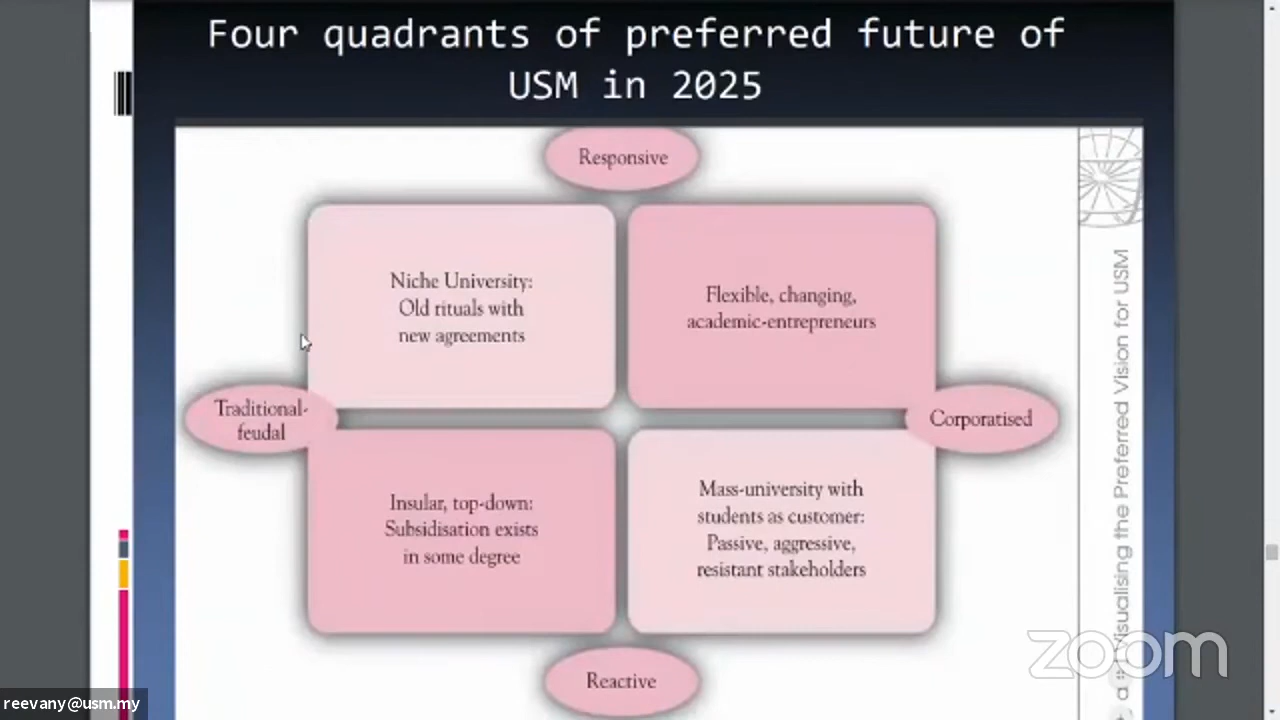 Four quadrants of preferred future of
USM in 2025
Responsive
Niche University:
Old rituals with
new agreements
Flexible, changing,
academic-entrepreneurs
Traditional-
feudal
Corporatised
Insular, top-down:
Subsidisation exists
in some degree
Mass-university with
students as customer:
Passive, aggressive,
resistant stakeholders
Reactive
Visualising the Preferred Vision for USM
zoom
reevany@usm.my